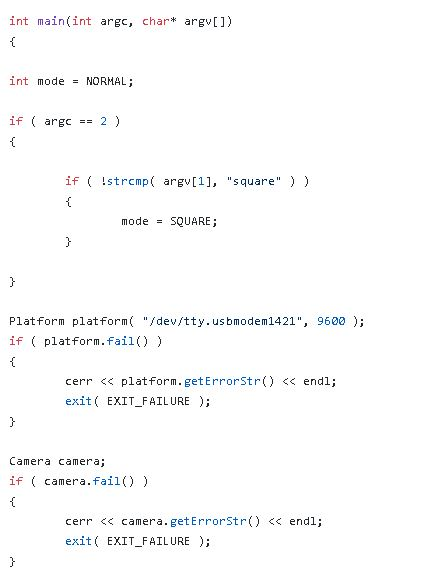 int main(int argc, char* argv[])
{
int mode = NORMAL;
if ( argc == 2 )
{
if ( !strcmp( argv[1], "square" ) )
{
mode = SQUARE;
}
}
Platform platform( "/dev/tty.usbmodem1421", 9600 );
if ( platform.fail() )
{
cerr << platform.getErrorStr() << endl;
exit( EXIT_FAILURE );
}
Camera camera;
if ( camera.fail() )
{
cerr << camera.getErrorStr() << endl;
exit( EXIT_FAILURE );
}